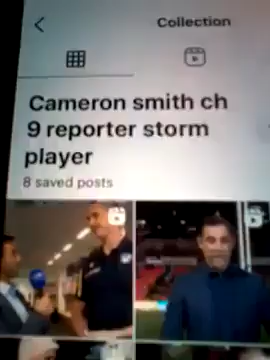 Collection
Cameron smith ch
9 reporter storm
player
8 saved posts